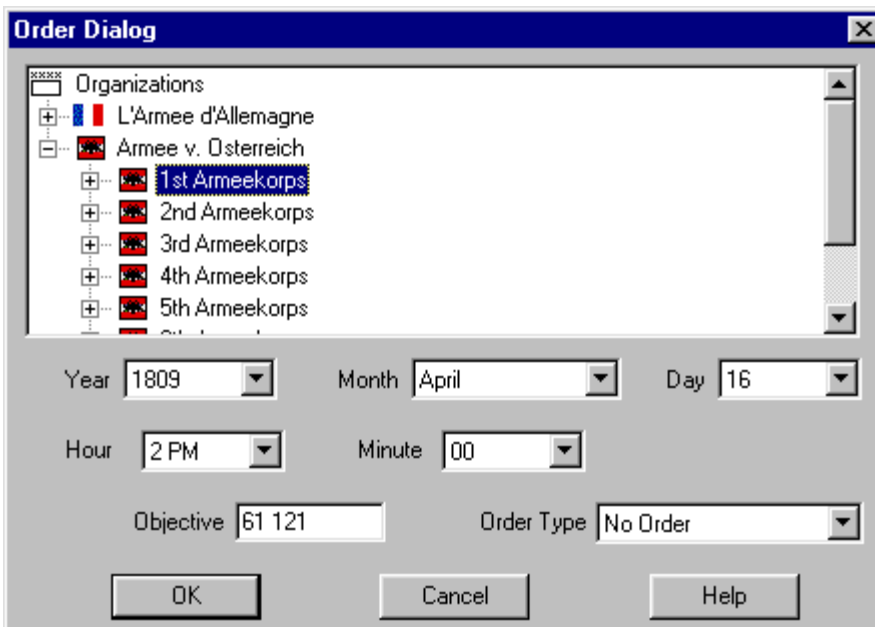 Order Dialog
xxxx
Organizations
L'Armee d'Allemagne
Armee v. Osterreich
1st Armeekorps
2nd Armeekorps
3rd Armeekorps
4th Armeekorps
5th Armeekorps
Year 1809 Month April Day 16
Hour 2 PM Minute 00
Objective 61 121 Order Type No Order
OK Cancel Help